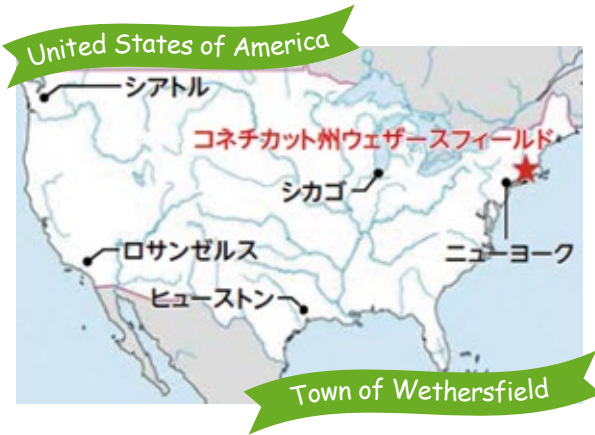 United States of America
シアトル
コネチカット州ウェザースフィールド
シカゴ
ニューヨーク
ロサンゼルス
ヒューストン
Town of Wethersfield